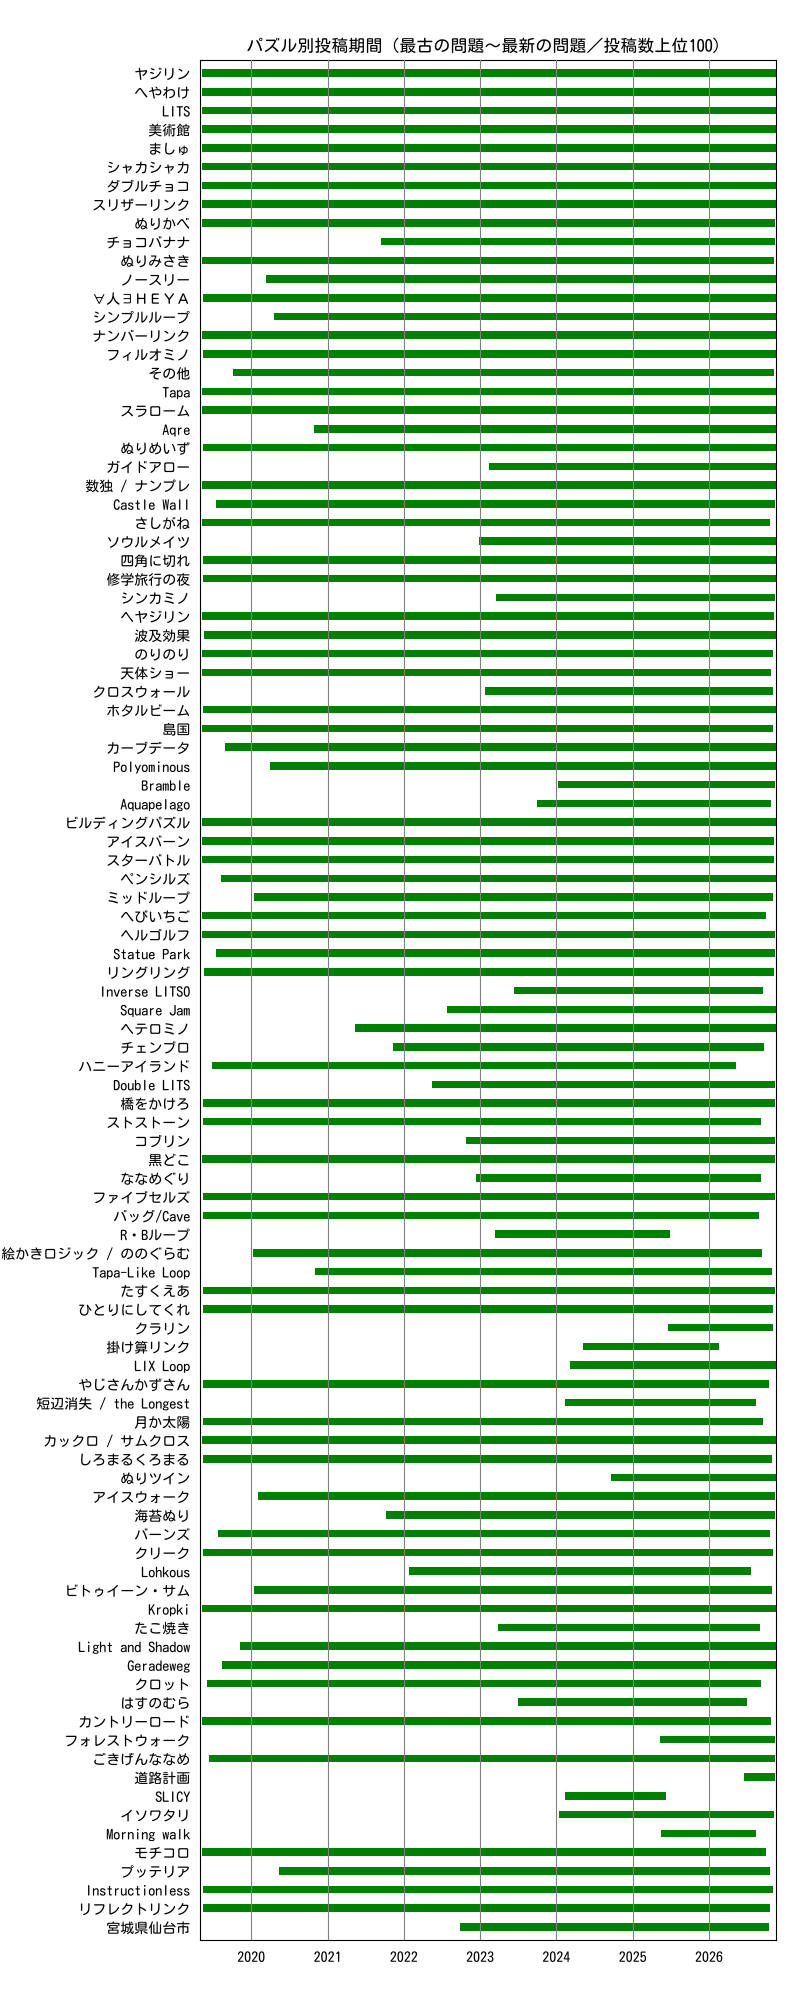 パズル別投稿期間（最古の問題～最新の問題／投稿数上位100）
ヤジリン
へやわけ
LITS
美術館
ましゅ
シャカシャカ
ダブルチョコ
スリザーリンク
ぬりかべ
チョコバナナ
ぬりみさき
ノースリー
∀人∃ＨＥＹＡ
シンプルループ
ナンバーリンク
フィルオミノ
その他
Tapa
スラローム
Aqre
ぬりめいず
ガイドアロー
数独 / ナンプレ
Castle Wall
さしがね
ソウルメイツ
四角に切れ
修学旅行の夜
シンカミノ
ヘヤジリン
波及効果
のりのり
天体ショー
クロスウォール
ホタルビーム
島国
カーブデータ
Polyominous
Bramble
Aquapelago
ビルディングパズル
アイスバーン
スターバトル
ペンシルズ
ミッドループ
へびいちご
ヘルゴルフ
Statue Park
リングリング
Inverse LITSO
Square Jam
ヘテロミノ
チェンブロ
ハニーアイランド
Double LITS
橋をかけろ
ストストーン
コブリン
黒どこ
ななめぐり
ファイブセルズ
バッグ/Cave
R・Bループ
絵かきロジック / ののぐらむ
Tapa-Like Loop
たすくえあ
ひとりにしてくれ
クラリン
掛け算リンク
LIX Loop
やじさんかずさん
短辺消失 / the Longest
月か太陽
カックロ / サムクロス
しろまるくろまる
ぬりツイン
アイスウォーク
海苔ぬり
バーンズ
クリーク
Lohkous
ビトゥイーン・サム
Kropki
たこ焼き
Light and Shadow
Geradeweg
クロット
はすのむら
カントリーロード
フォレストウォーク
ごきげんななめ
道路計画
SLICY
イソワタリ
Morning walk
モチコロ
プッテリア
Instructionless
リフレクトリンク
宮城県仙台市
2020 2021 2022 2023 2024 2025 2026